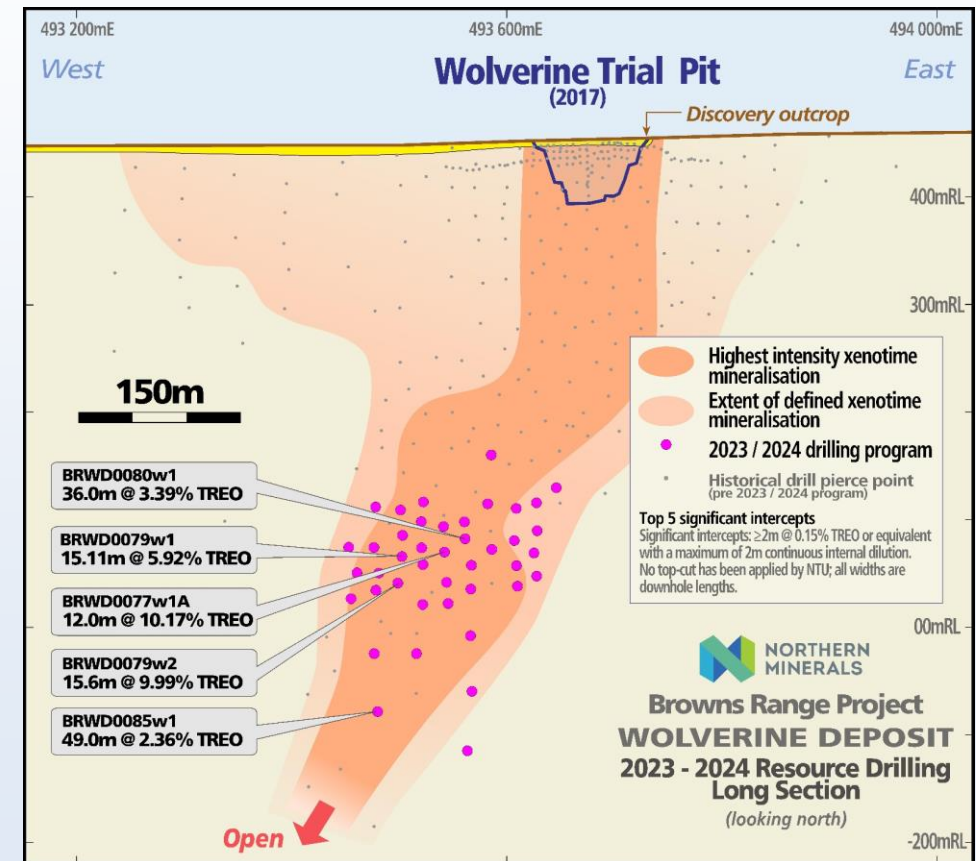 493 200mE
493 600mE
494 000mE
West
Wolverine Trial Pit
East
(2017)
Discovery outcrop
400mRL
300mRL
Highest intensity xenotime
mineralisation
Extent of defined xenotime
mineralisation
2023 / 2024 drilling program
Historical drill pierce point
(pre 2023 / 2024 program)
Top 5 significant intercepts
Significant intercepts: ≥2m @ 0.15% TREO or equivalent
with a maximum of 2m continuous internal dilution.
No top-cut has been applied by NTU; all widths are
downhole lengths.
150m
BRWD0080w1
36.0m @ 3.39% TREO
BRWD0079w1
15.11m @ 5.92% TREO
BRWD0077w1A
12.0m @ 10.17% TREO
BRWD0079w2
15.6m @ 9.99% TREO
BRWD0085w1
49.0m @ 2.36% TREO
00mRL
NORTHERN
MINERALS
Browns Range Project
WOLVERINE DEPOSIT
2023 - 2024 Resource Drilling
Long Section
(looking north)
Open
-200mRL